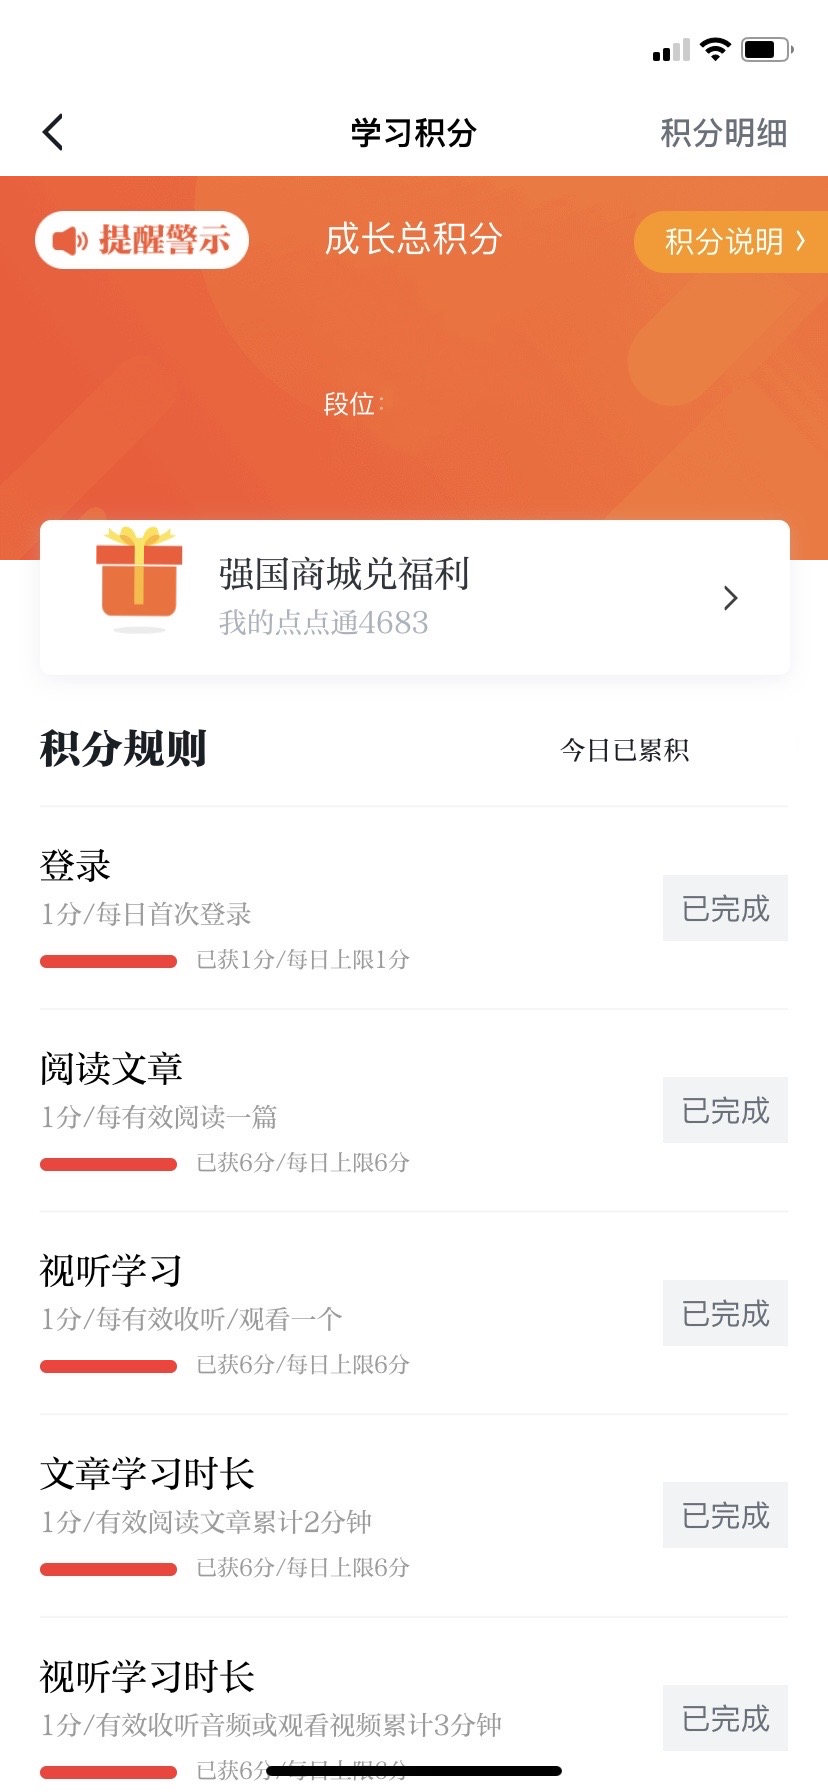 学习积分
积分明细
提醒警示
成长总积分
积分说明
段位:
强国商城兑福利
我的点点通4683
积分规则
今日已累积
登录
1分/每日首次登录
已获1分/每日上限1分
已完成
阅读文章
1分/每有效阅读一篇
已获6分/每日上限6分
已完成
视听学习
1分/每有效收听/观看一个
已获6分/每日上限6分
已完成
文章学习时长
1分/有效阅读文章累计2分钟
已获6分/每日上限6分
已完成
视听学习时长
1分/有效收听音频或观看视频累计3分钟
已获6分/每日上限6分
已完成